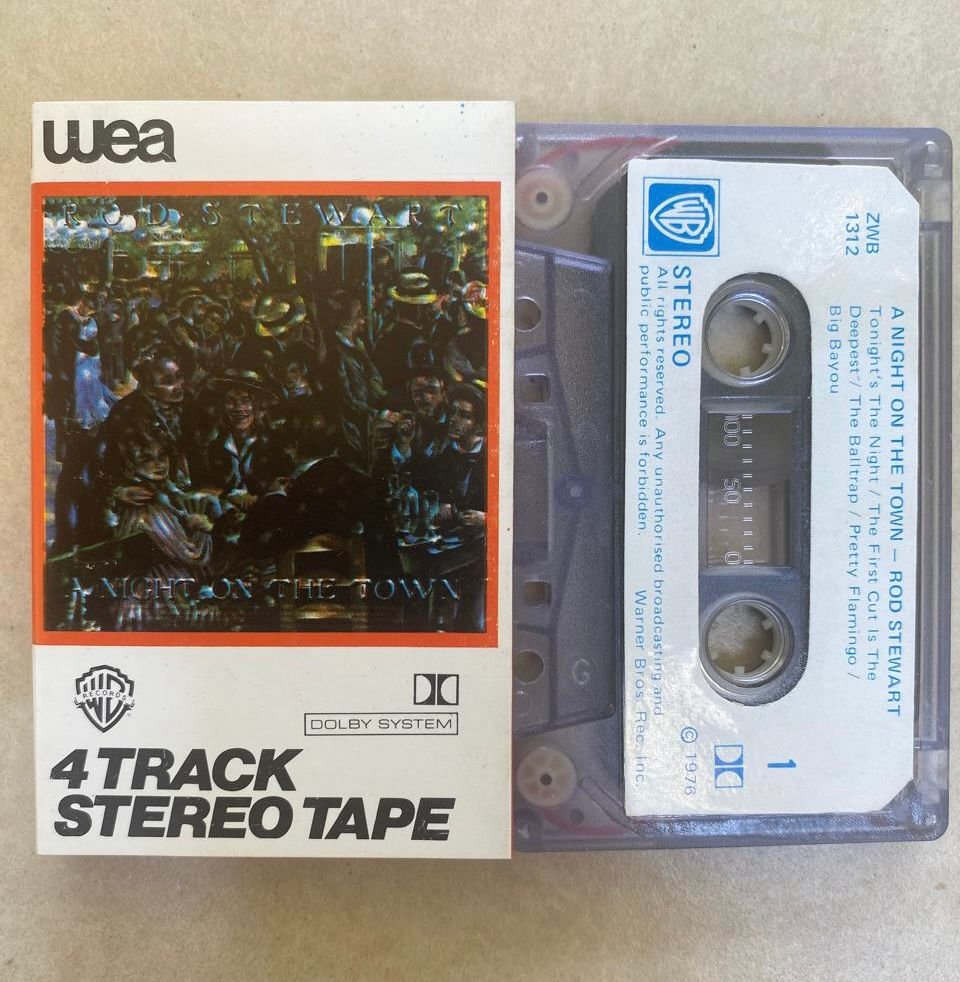 wea
ROD STEWART
A NIGHT ON THE TOWN
WB
RECORDS
DOLBY SYSTEM
4 TRACK
STEREO TAPE
WB
ZWB
1312
A NIGHT ON THE TOWN – ROD STEWART
Tonight's The Night / The First Cut Is The
Deepest / The Balltrap / Pretty Flamingo /
Big Bayou
100 50 0
STEREO
All rights reserved. Any unauthorised broadcasting and
public performance is forbidden. Warner Bros. Rec. Inc.
© 1976
1
G